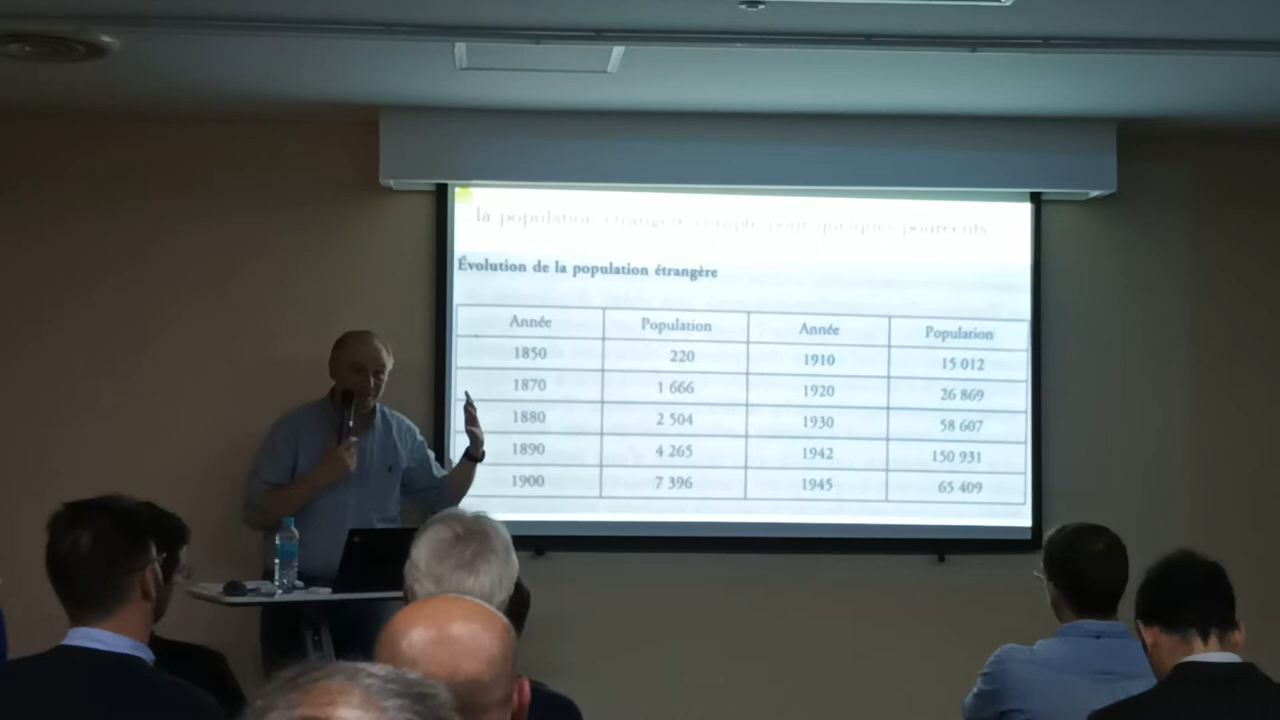 la population étrangère compte pour quelques pourcents
Évolution de la population étrangère
Année Population Année Population
1850 220 1910 15 012
1870 1 666 1920 26 869
1880 2 504 1930 58 607
1890 4 265 1942 150 931
1900 7 396 1945 65 409